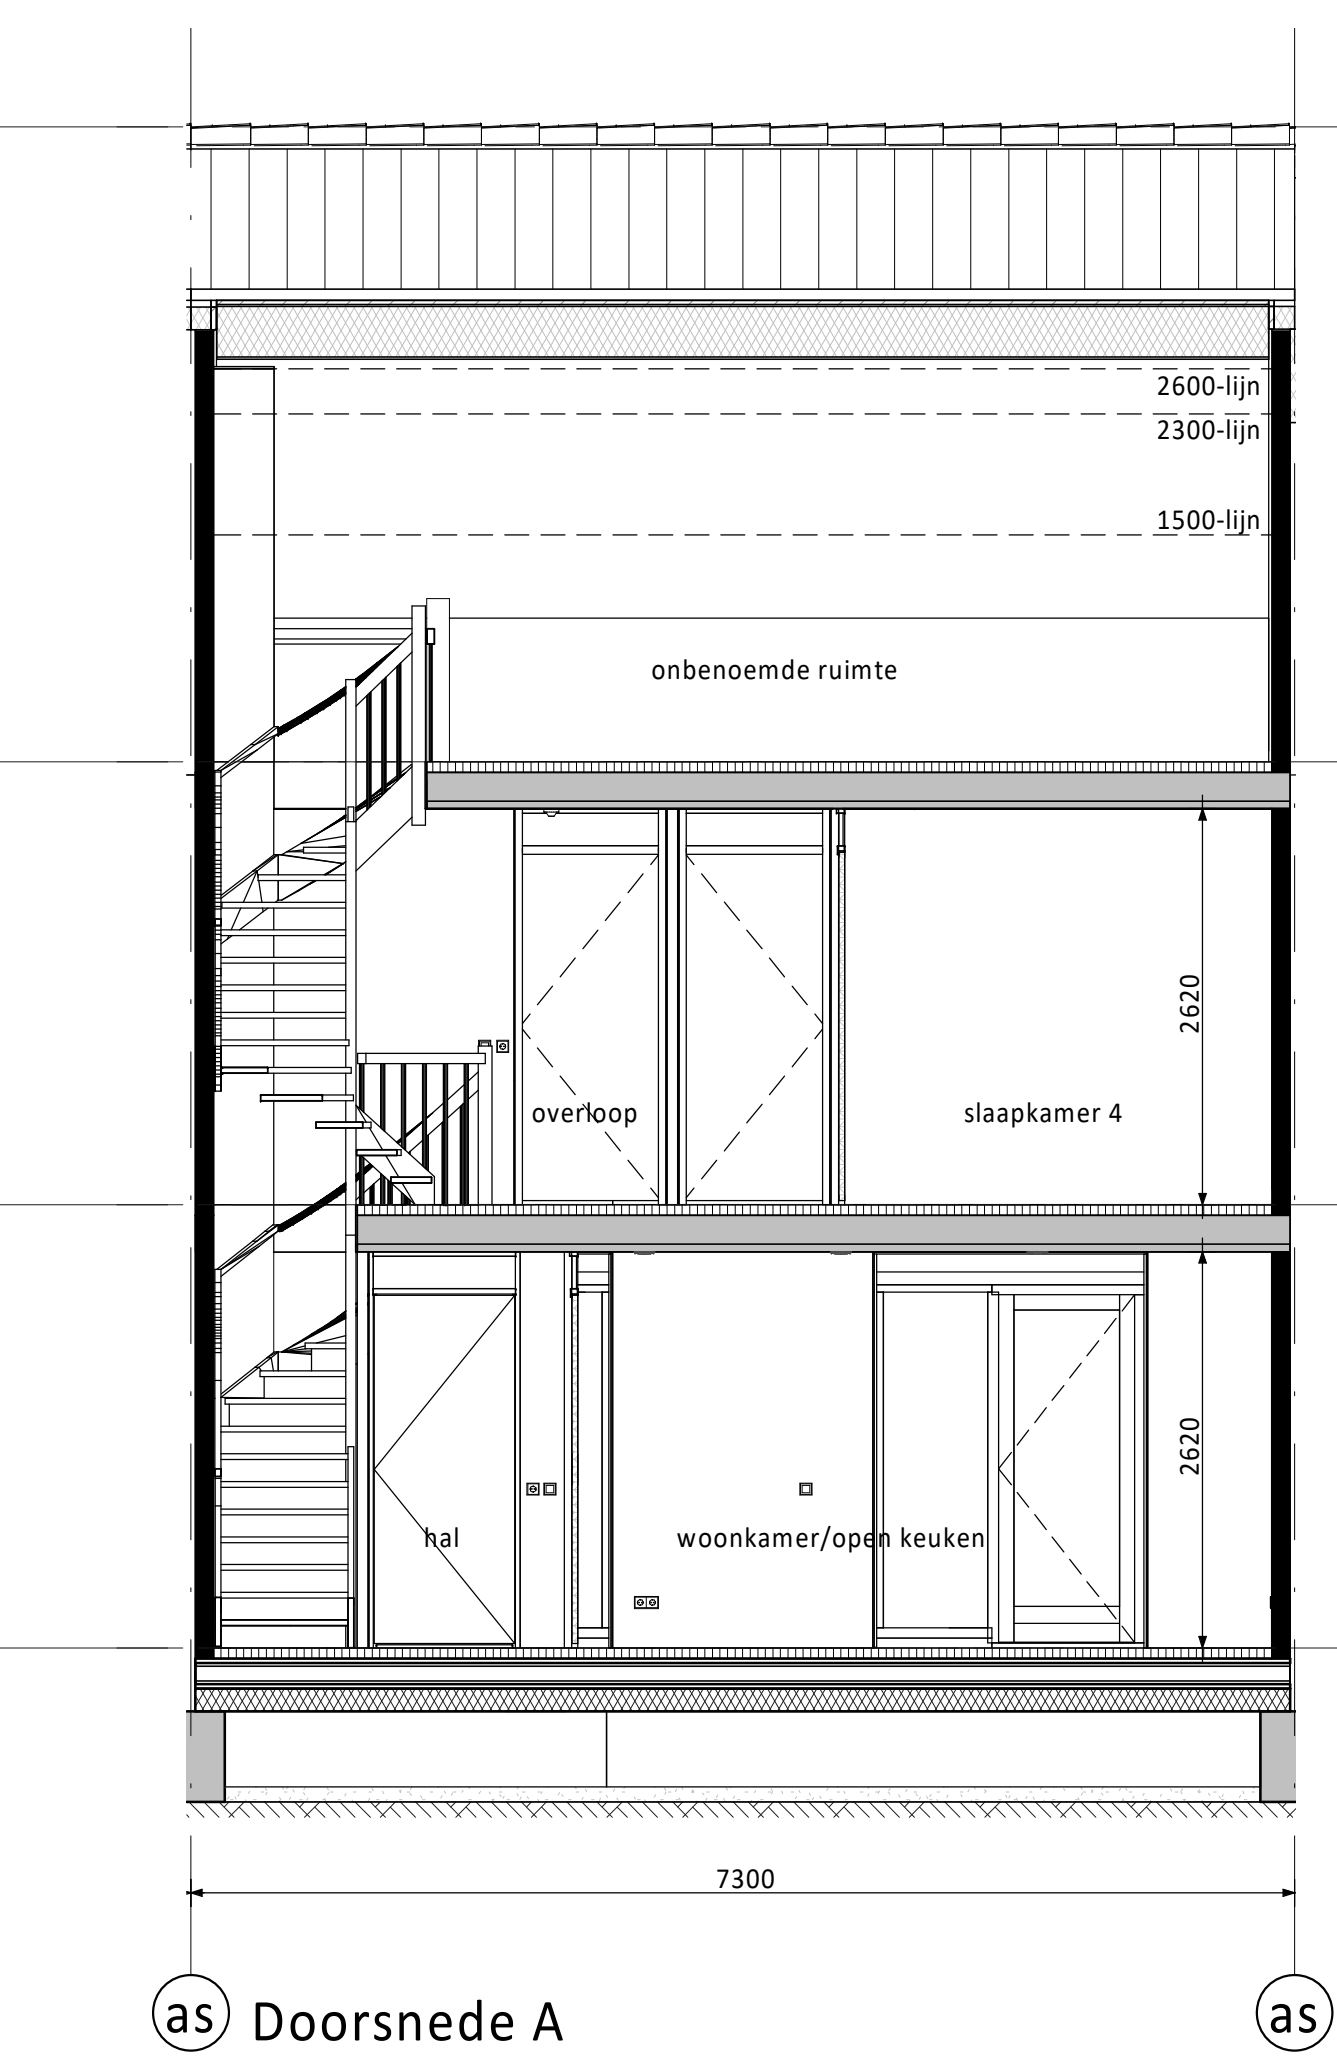 2600-lijn
2300-lijn
1500-lijn
onbenoemde ruimte
2620
overloop
slaapkamer 4
2620
hal
woonkamer/open keuken
7300
as
Doorsnede A
as